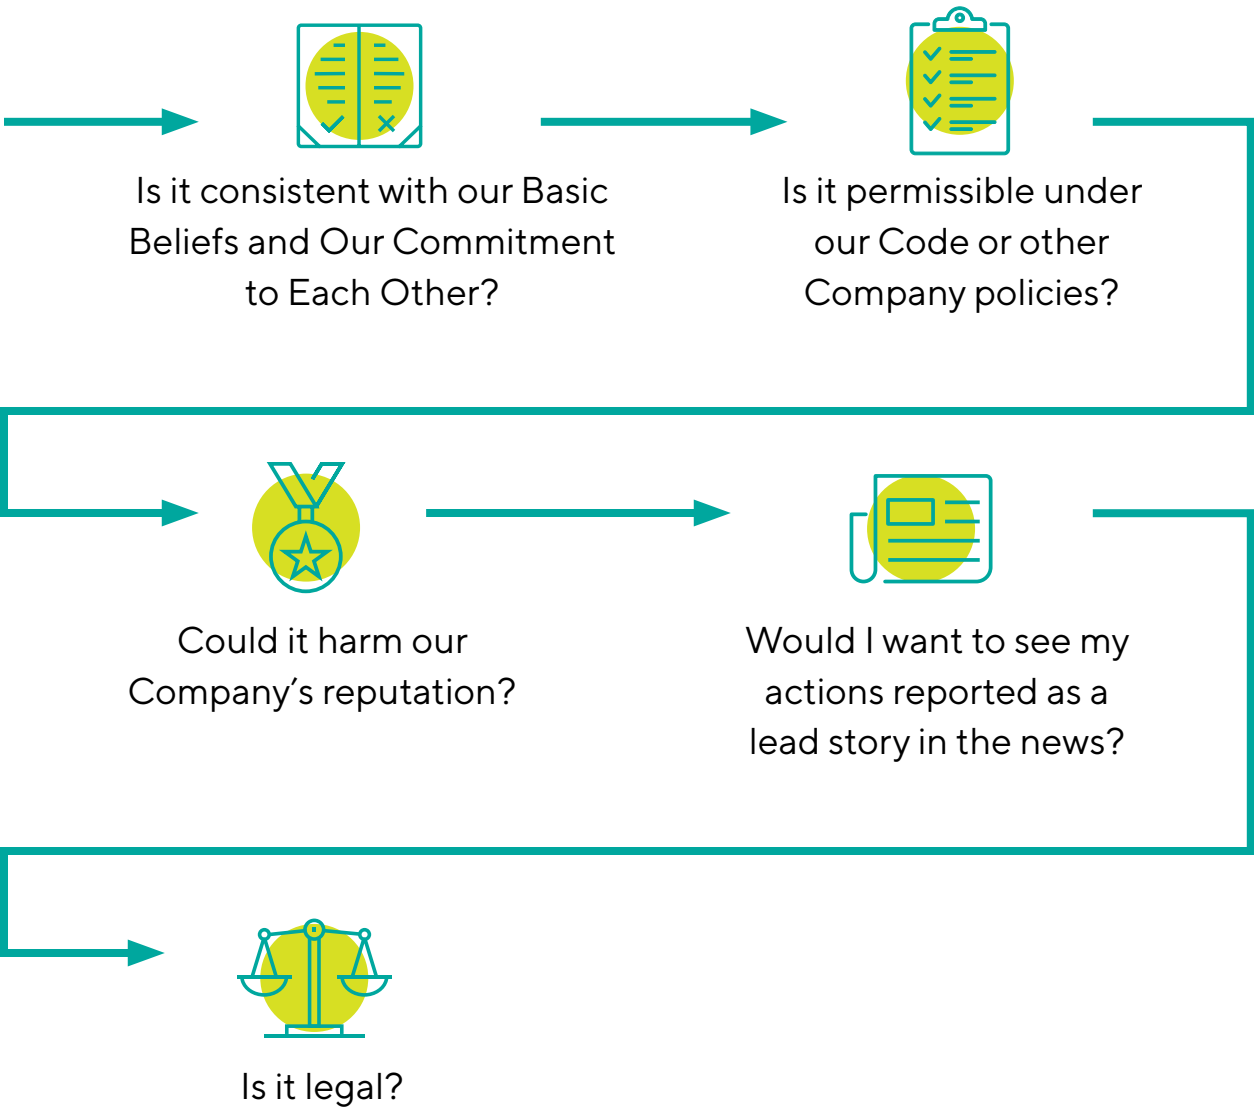 Is it consistent with our Basic
Beliefs and Our Commitment
to Each Other?
Is it permissible under
our Code or other
Company policies?
Could it harm our
Company’s reputation?
Would I want to see my
actions reported as a
lead story in the news?
Is it legal?